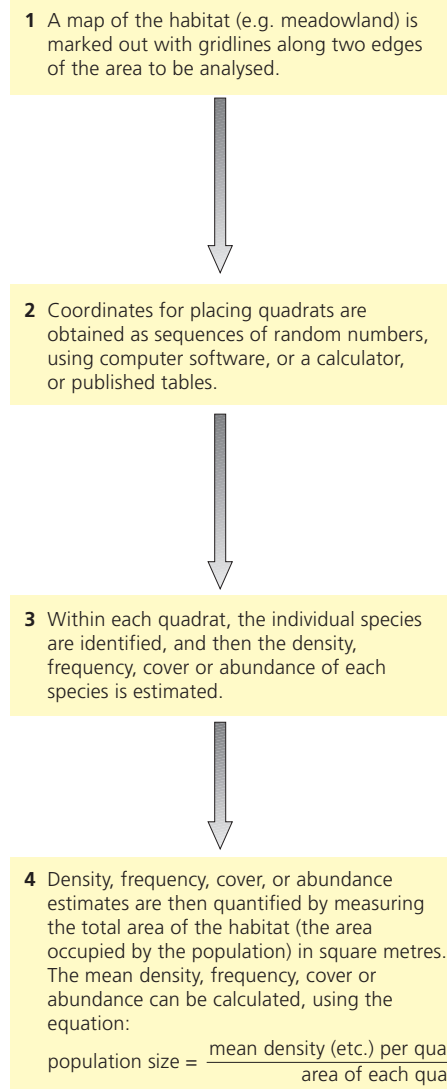 1 A map of the habitat (e.g. meadowland) is
marked out with gridlines along two edges
of the area to be analysed.
2 Coordinates for placing quadrats are
obtained as sequences of random numbers,
using computer software, or a calculator,
or published tables.
3 Within each quadrat, the individual species
are identified, and then the density,
frequency, cover or abundance of each
species is estimated.
4 Density, frequency, cover, or abundance
estimates are then quantified by measuring
the total area of the habitat (the area
occupied by the population) in square metres.
The mean density, frequency, cover or
abundance can be calculated, using the
equation:
population size = mean density (etc.) per qua
area of each qua